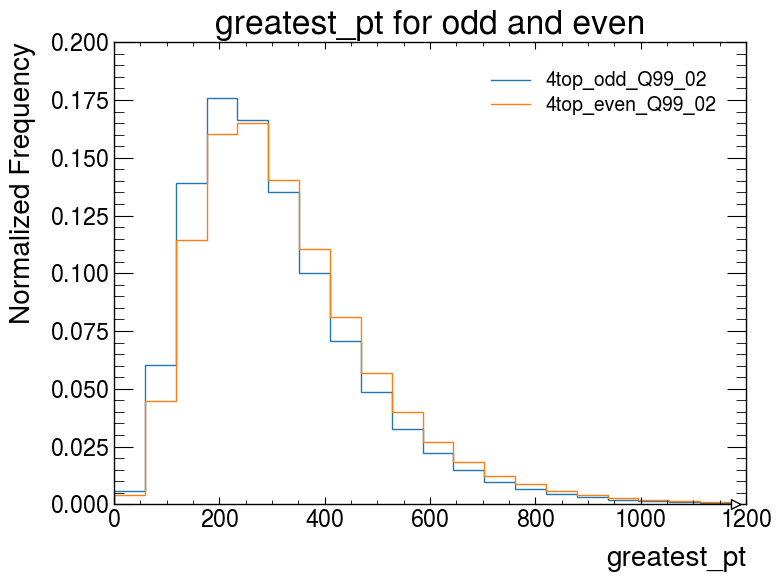 greatest_pt for odd and even
Normalized Frequency
0.200
0.175
0.150
0.125
0.100
0.075
0.050
0.025
0.000
4top_odd_Q99_02
4top_even_Q99_02
0 200 400 600 800 1000 1200
greatest_pt